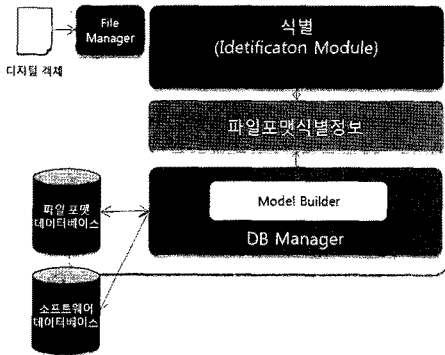 File
Manager
디지털 객체
식별
(Idetificaton Module)
파일포맷식별정보
파일 포맷
데이터베이스
Model Builder
DB Manager
소프트웨어
데이터베이스